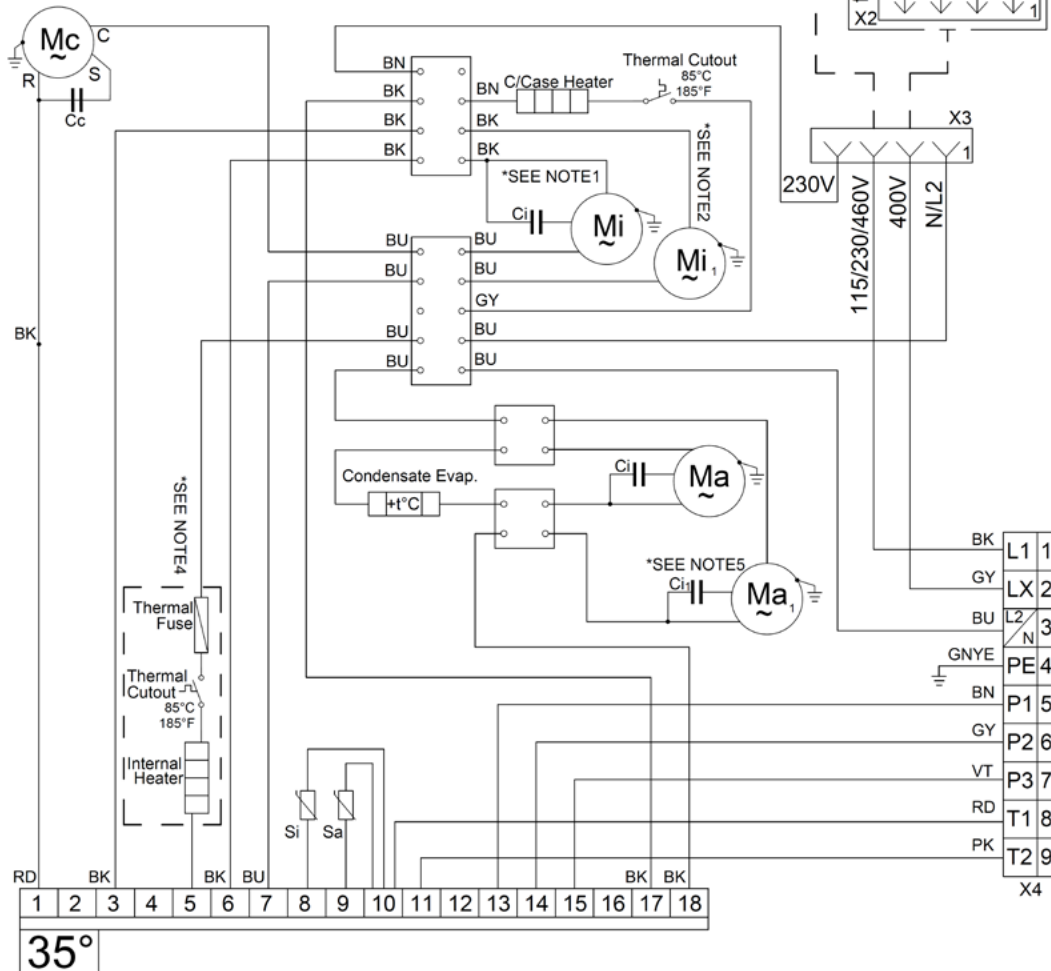 X2
1
Mc
~
C
R
S
Cc
BN
BK
BK
BK
BN
C/Case Heater
Thermal Cutout
85°C
185°F
BK
BK
*SEE NOTE1
*SEE NOTE2
Ci
Mi
~
Mi 1
~
X3
1
230V
115/230/460V
400V
N/L2
BU
BU
BU
BU
BU
BU
GY
BU
BU
BK
Condensate Evap.
+t°C
Ci
Ma
~
*SEE NOTE5
Ci1
Ma 1
~
*SEE NOTE4
Thermal
Fuse
Thermal
Cutout
85°C
185°F
Internal
Heater
Si
Sa
BK L1 1
GY LX 2
BU L2/N 3
GNYE PE 4
BN P1 5
GY P2 6
VT P3 7
RD T1 8
PK T2 9
X4
RD BK BK BU BK BK
1 2 3 4 5 6 7 8 9 10 11 12 13 14 15 16 17 18
35°